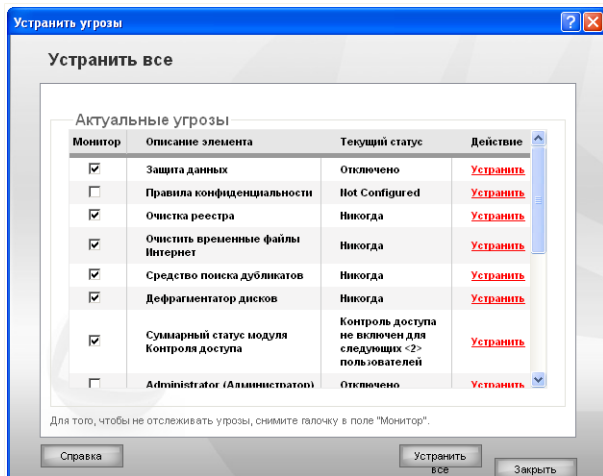 Устранить угрозы
Устранить все
Актуальные угрозы
Монитор Описание элемента Текущий статус Действие
Защита данных Отключено Устранить
Правила конфиденциальности Not Configured Устранить
Очистка реестра Никогда Устранить
Очистить временные файлы
Интернет Никогда Устранить
Средство поиска дубликатов Никогда Устранить
Дефрагментатор дисков Никогда Устранить
Суммарный статус модуля
Контроля доступа
Контроль доступа
не включен для
следующих <2>
пользователей
Устранить
Administrator (Администратор) Отключено Устранить
Для того, чтобы не отслеживать угрозы, снимите галочку в поле "Монитор".
Справка
Устранить
все
Закрыть